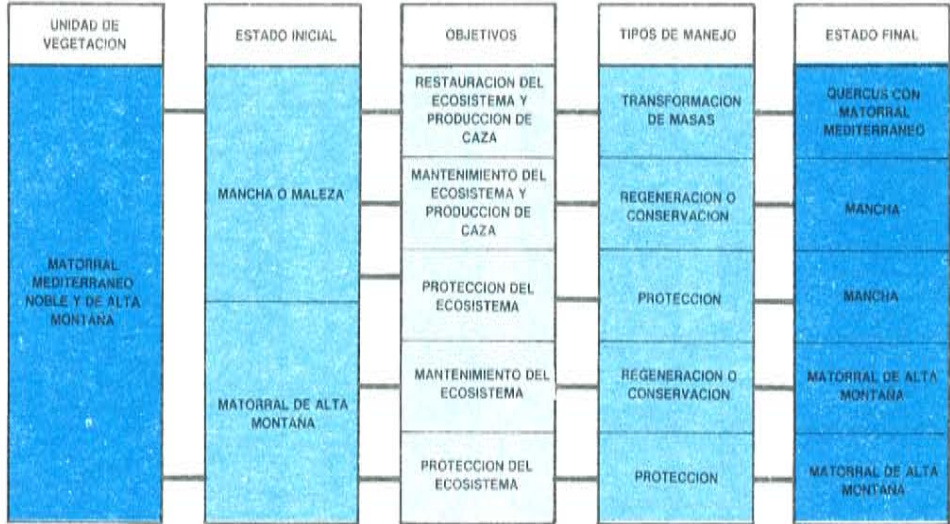 UNIDAD DE
VEGETACION
ESTADO INICIAL
OBJETIVOS
TIPOS DE MANEJO
ESTADO FINAL
MATORRAL
MEDITERRANEO
NOBLE Y DE ALTA
MONTAÑA
MANCHA O MALEZA
MATORRAL DE ALTA
MONTAÑA
RESTAURACION DEL
ECOSISTEMA Y
PRODUCCION DE
CAZA
MANTENIMIENTO DEL
ECOSISTEMA Y
PRODUCCION DE
CAZA
PROTECCION DEL
ECOSISTEMA
MANTENIMIENTO DEL
ECOSISTEMA
PROTECCION DEL
ECOSISTEMA
TRANSFORMACION
DE MASAS
REGENERACION O
CONSERVACION
PROTECCION
REGENERACION O
CONSERVACION
PROTECCION
QUERCUS CON
MATORRAL
MEDITERRANEO
MANCHA
MANCHA
MATORRAL DE ALTA
MONTAÑA
MATORRAL DE ALTA
MONTAÑA